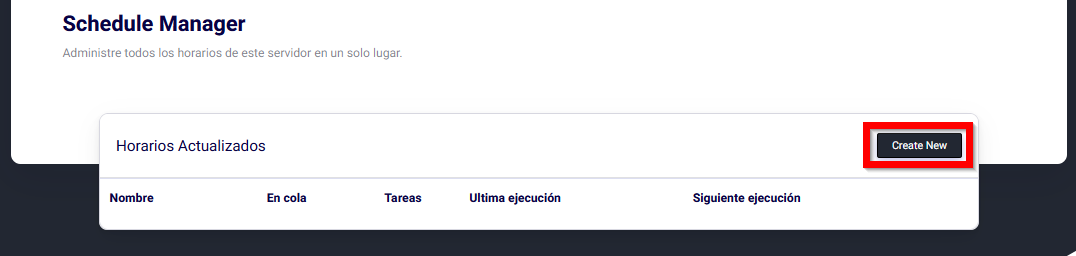 Schedule Manager
Administre todos los horarios de este servidor en un solo lugar.
Horarios Actualizados
Create New
Nombre En cola Tareas Ultima ejecución Siguiente ejecución